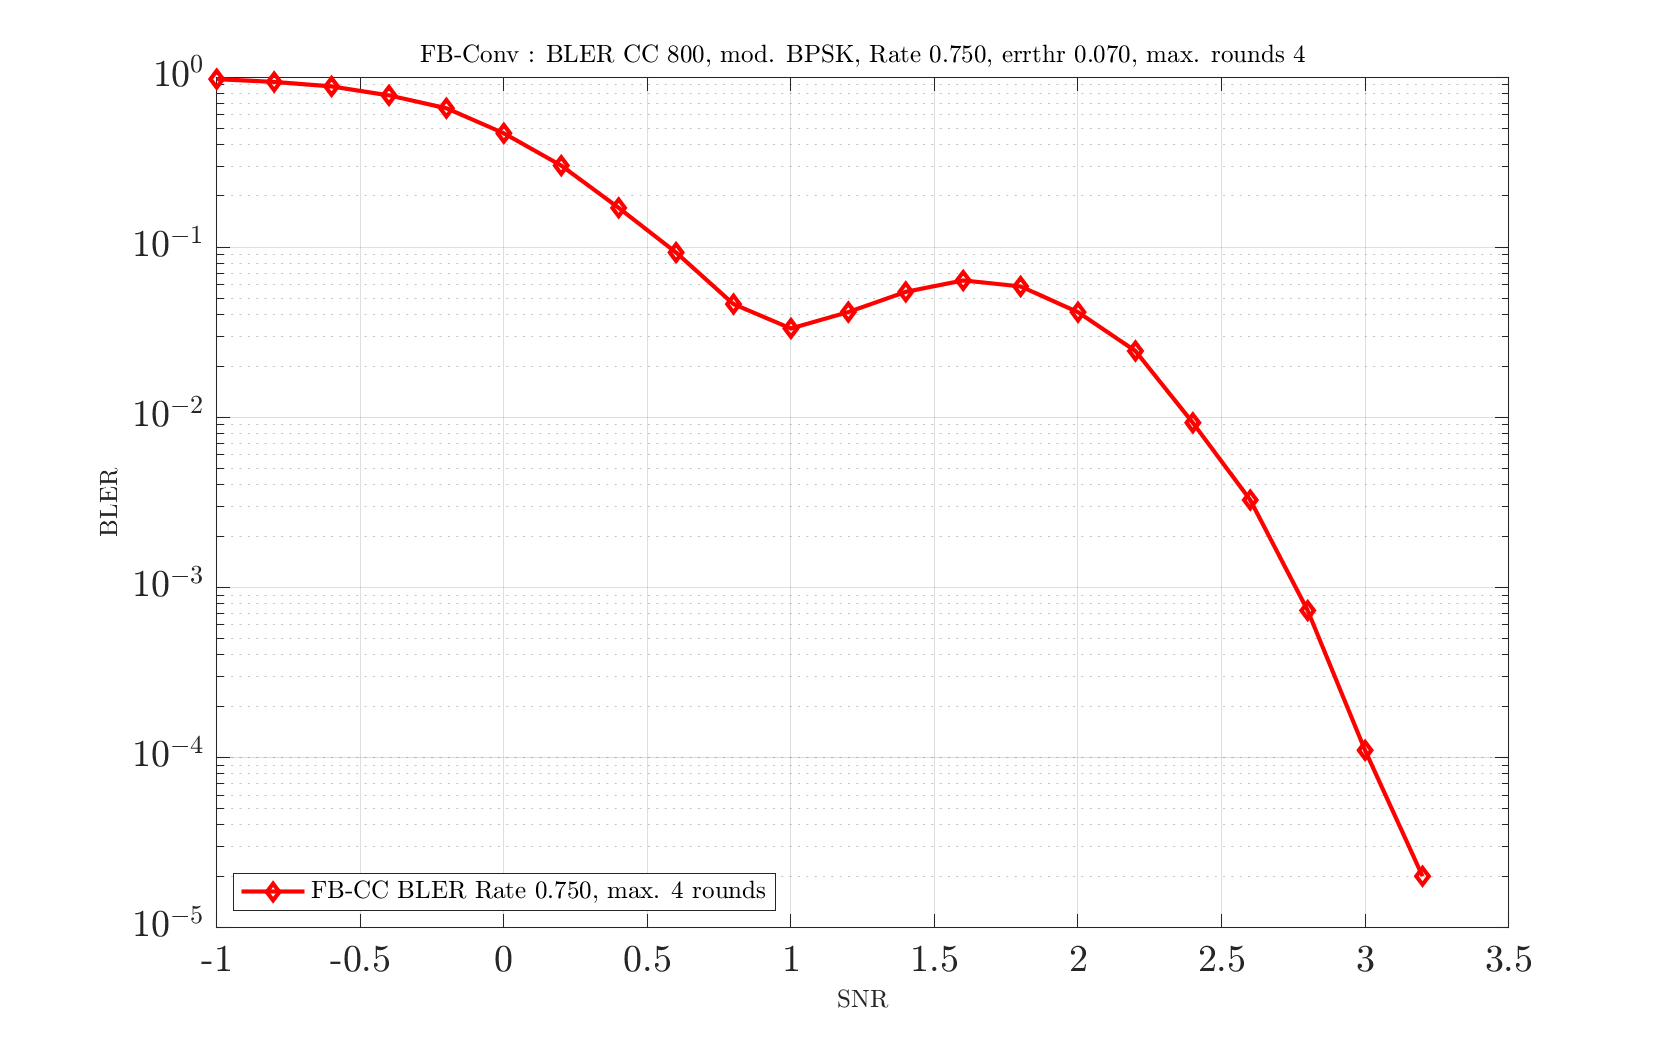 FB-Conv : BLER CC 800, mod. BPSK, Rate 0.750, errthr 0.070, max. rounds 4
10⁰
10⁻¹
10⁻²
10⁻³
10⁻⁴
10⁻⁵
BLER
FB-CC BLER Rate 0.750, max. 4 rounds
-1 -0.5 0 0.5 1 1.5 2 2.5 3 3.5
SNR